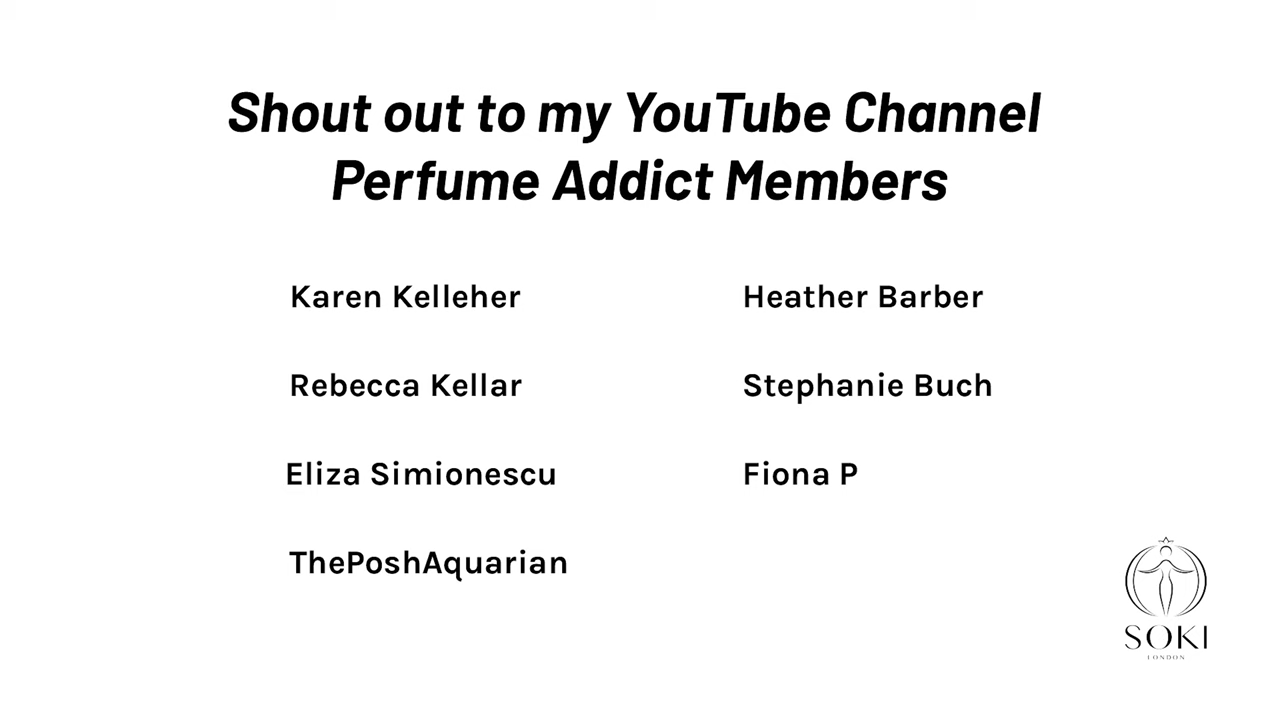 Shout out to my YouTube Channel
Perfume Addict Members
Karen Kelleher
Rebecca Kellar
Eliza Simionescu
ThePoshAquarian
Heather Barber
Stephanie Buch
Fiona P
SOKI
LONDON